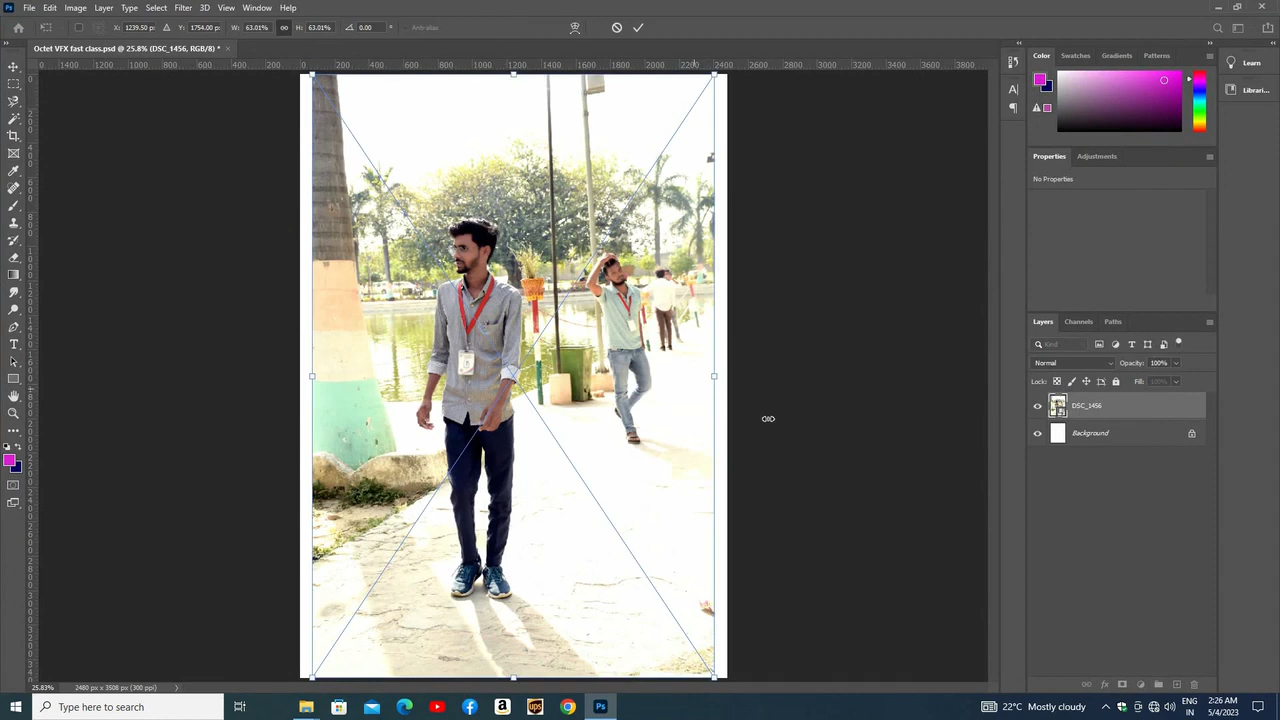 File Edit Image Layer Type Select Filter 3D View Window Help
X: 1239.50 px Y: 1754.00 px W: 63.01% H: 63.01% 0.00 ° Anti-alias
Octet VFX fast class.psd @ 25.8% (DSC_1456, RGB/8) * ×
Color Swatches Gradients Patterns
Learn
Librari...
Properties Adjustments
No Properties
Layers Channels Paths
Kind
Normal Opacity: 100%
Lock: Fill: 100%
DSC_1456
Background
25.83% 2480 px x 3508 px (300 ppi)
Type here to search
22°C Mostly cloudy
ENG
IN
2:26 AM
5/4/2023